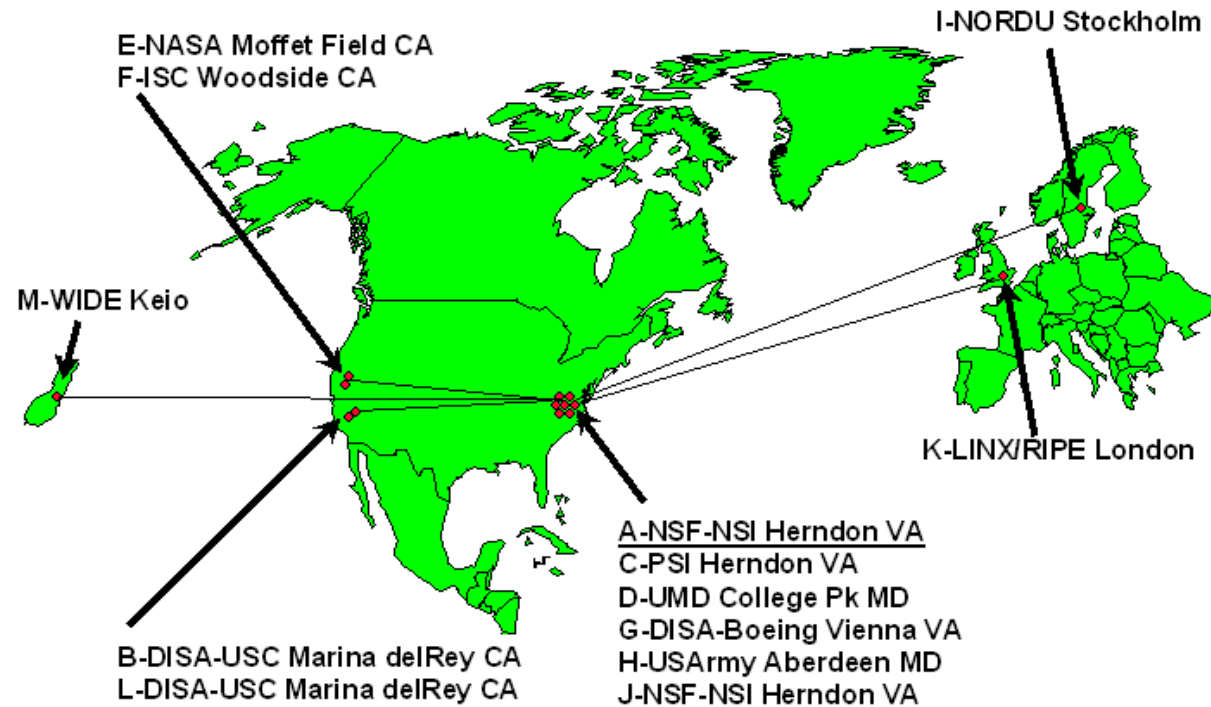 E-NASA Moffet Field CA
F-ISC Woodside CA
I-NORDU Stockholm
M-WIDE Keio
K-LINX/RIPE London
A-NSF-NSI Herndon VA
C-PSI Herndon VA
D-UMD College Pk MD
G-DISA-Boeing Vienna VA
H-USArmy Aberdeen MD
J-NSF-NSI Herndon VA
B-DISA-USC Marina delRey CA
L-DISA-USC Marina delRey CA